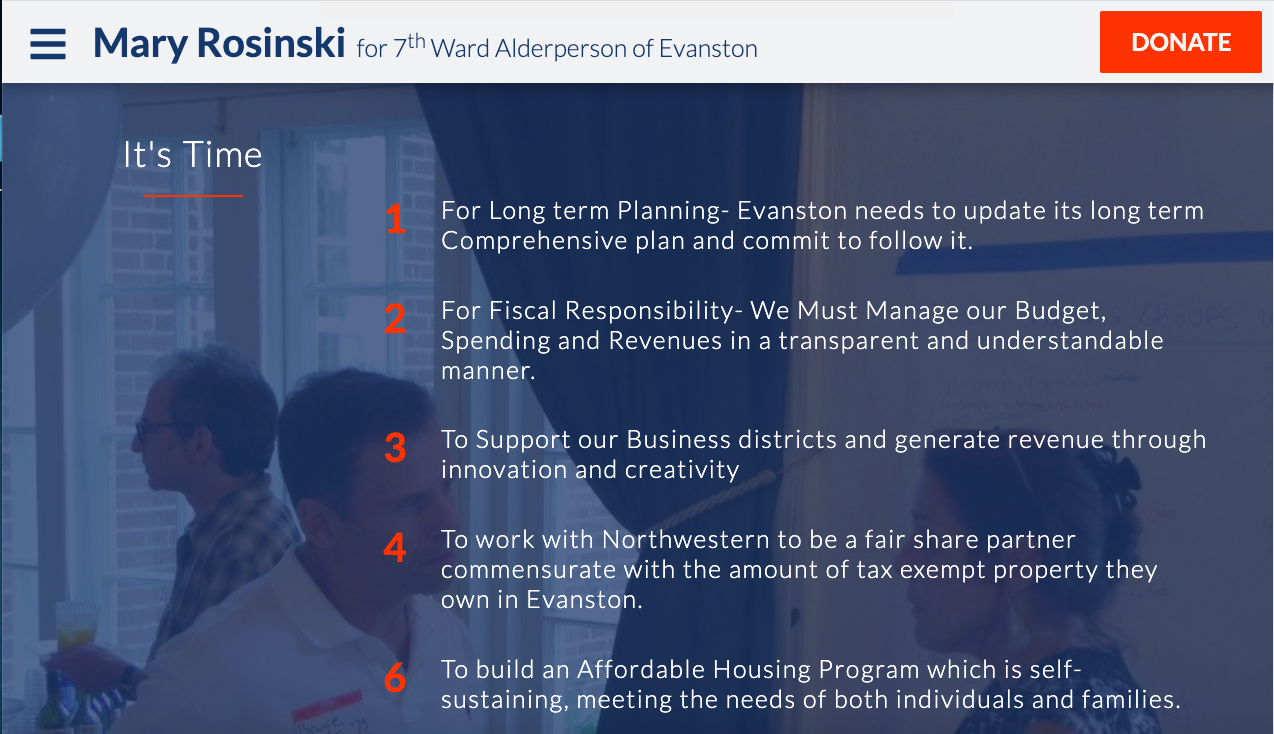 Mary Rosinski for 7th Ward Alderperson of Evanston
DONATE
It's Time
1
For Long term Planning- Evanston needs to update its long term
Comprehensive plan and commit to follow it.
2
For Fiscal Responsibility- We Must Manage our Budget,
Spending and Revenues in a transparent and understandable
manner.
3
To Support our Business districts and generate revenue through
innovation and creativity
4
To work with Northwestern to be a fair share partner
commensurate with the amount of tax exempt property they
own in Evanston.
6
To build an Affordable Housing Program which is self-
sustaining, meeting the needs of both individuals and families.